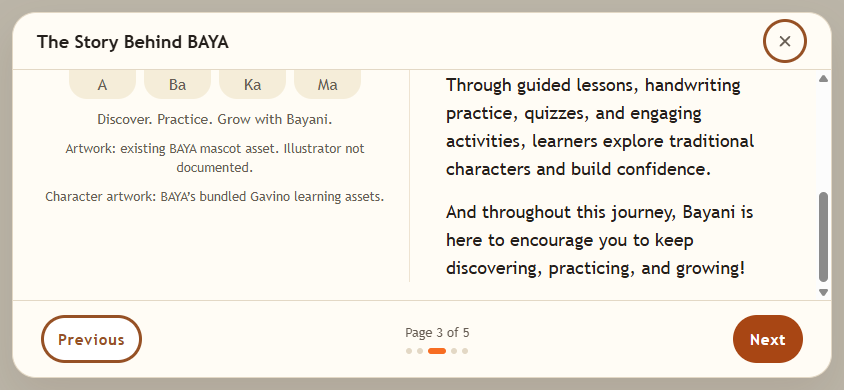 The Story Behind BAYA
A
Ba
Ka
Ma
Discover. Practice. Grow with Bayani.
Artwork: existing BAYA mascot asset. Illustrator not
documented.
Character artwork: BAYA's bundled Gavino learning assets.
Through guided lessons, handwriting
practice, quizzes, and engaging
activities, learners explore traditional
characters and build confidence.
And throughout this journey, Bayani is
here to encourage you to keep
discovering, practicing, and growing!
Previous
Page 3 of 5
Next